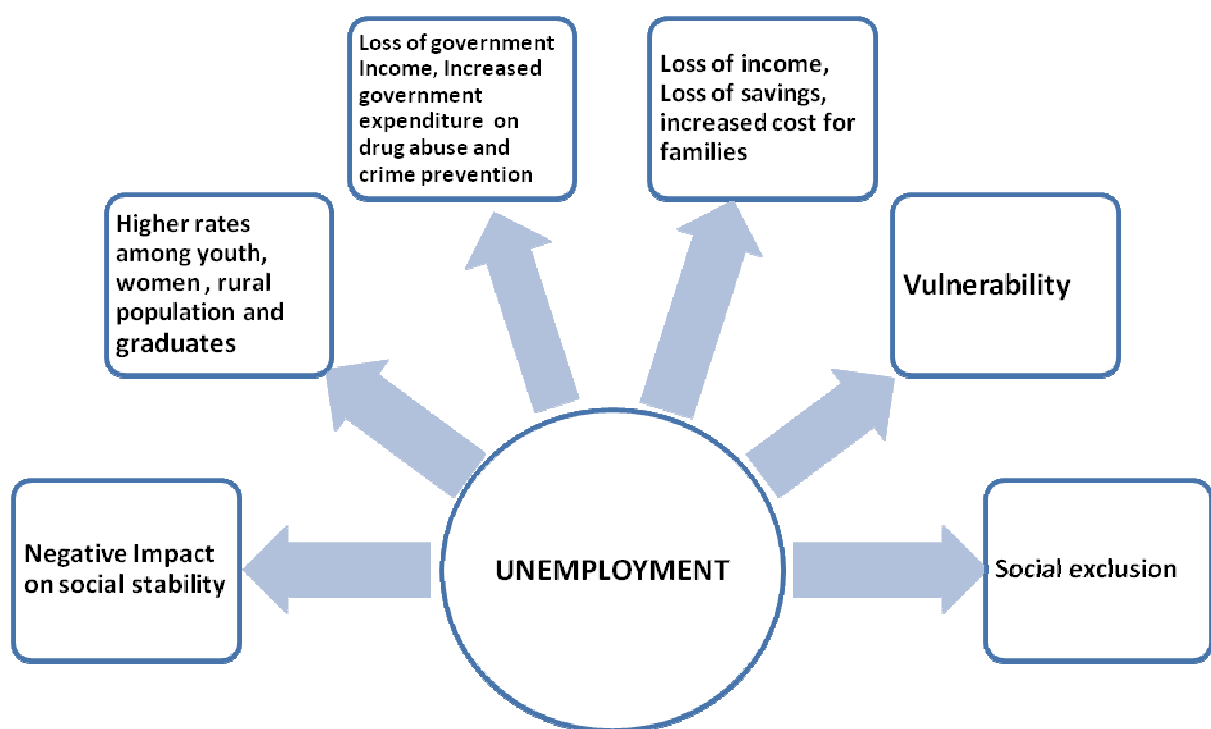 Loss of government
Income, Increased
government
expenditure on
drug abuse and
crime prevention
Loss of income,
Loss of savings,
increased cost for
families
Higher rates
among youth,
women , rural
population and
graduates
Vulnerability
Negative Impact
on social stability
UNEMPLOYMENT
Social exclusion